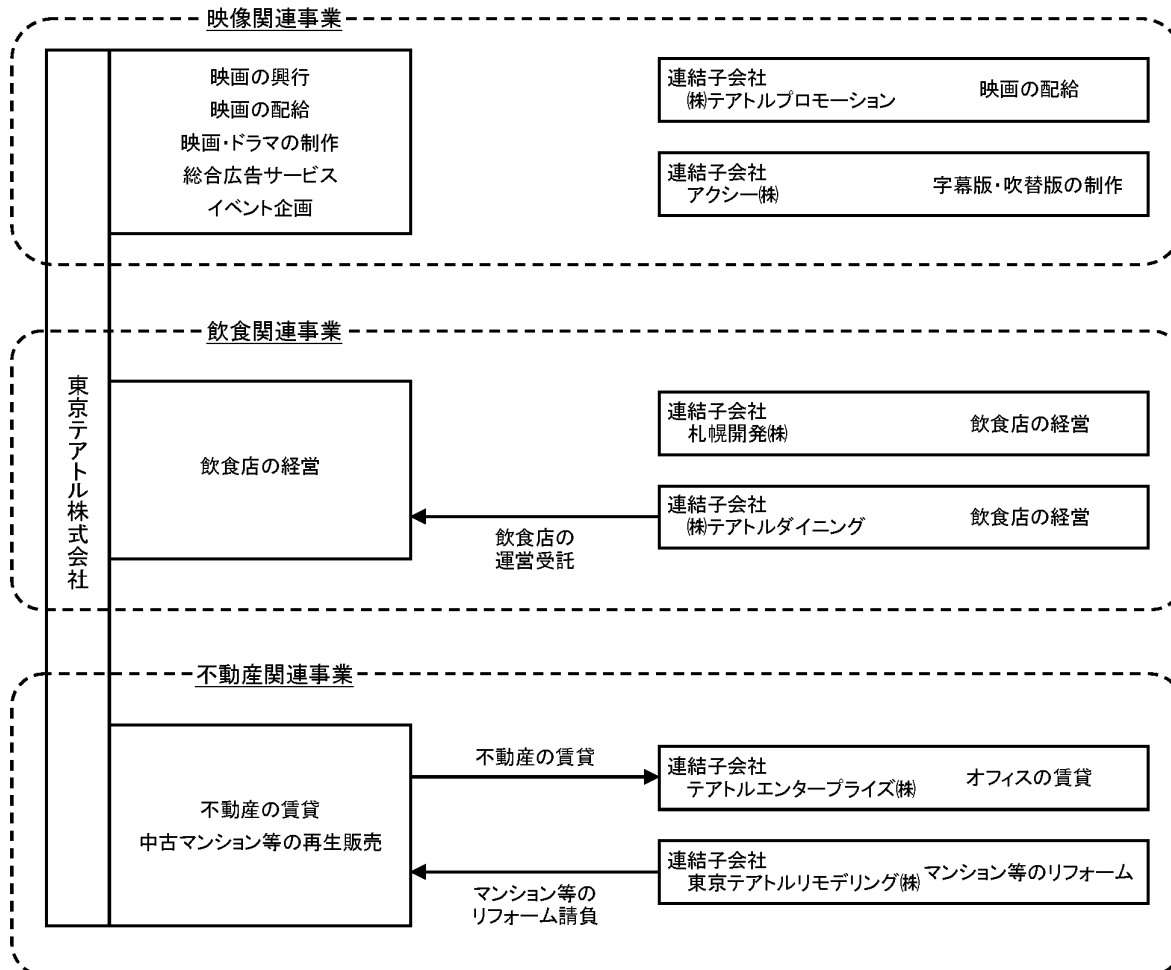 映像関連事業
映画の興行
映画の配給
映画・ドラマの制作
総合広告サービス
イベント企画
連結子会社
㈱テアトルプロモーション
映画の配給
連結子会社
アクシー㈱
字幕版・吹替版の制作
東京テアトル株式会社
飲食関連事業
飲食店の経営
連結子会社
札幌開発㈱
飲食店の経営
連結子会社
㈱テアトルダイニング
飲食店の経営
飲食店の
運営受託
不動産関連事業
不動産の賃貸
中古マンション等の再生販売
不動産の賃貸
連結子会社
テアトルエンタープライズ㈱
オフィスの賃貸
連結子会社
東京テアトルリモデリング㈱
マンション等のリフォーム
マンション等の
リフォーム請負